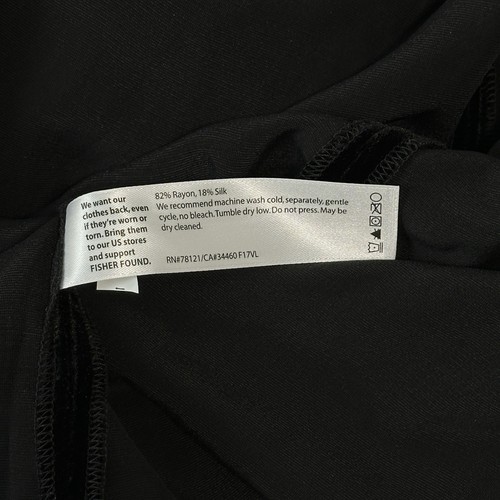 We want our
clothes back, even
if they're worn or
torn. Bring them
to our US stores
and support
FISHER FOUND.
82% Rayon, 18% Silk
We recommend machine wash cold, separately, gentle
cycle, no bleach.Tumble dry low. Do not press. May be
dry cleaned.
RN#78121/CA#34460 F17VL